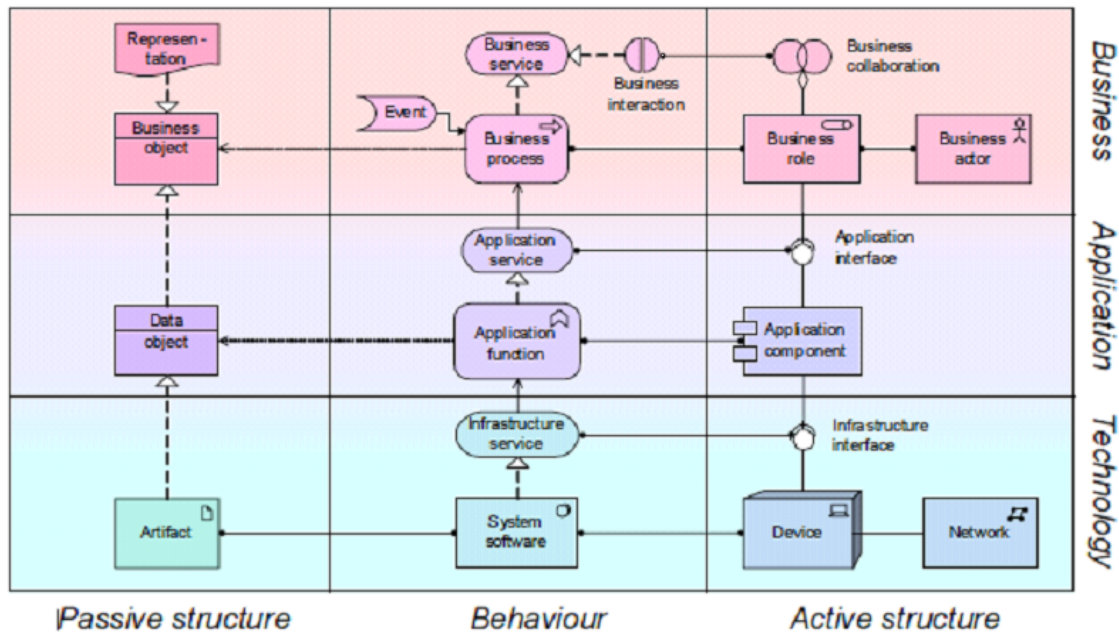 Represen-
tation
Business
service
Business
interaction
Business
collaboration
Event
Business
object
Business
process
Business
role
Business
actor
Business
Application
service
Application
interface
Data
object
Application
function
Application
component
Application
Infrastructure
service
Infrastructure
interface
Artifact
System
software
Device
Network
Technology
Passive structure
Behaviour
Active structure